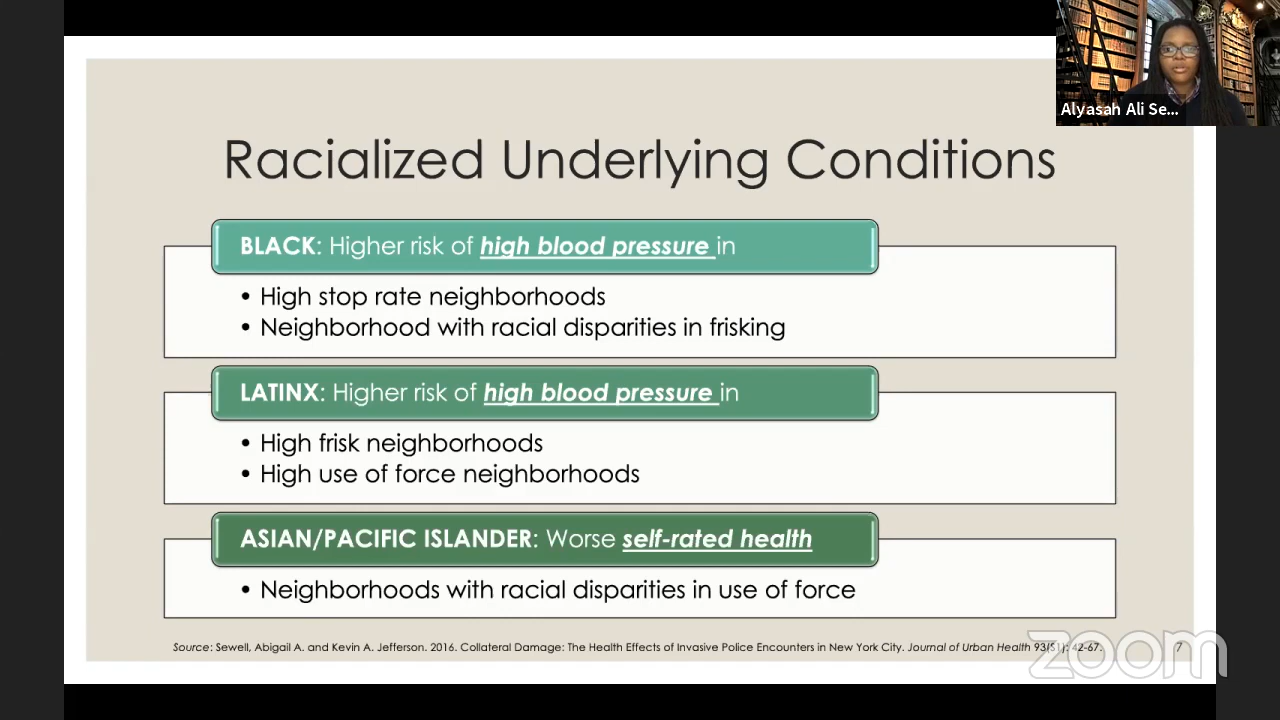 Alyasah Ali Se...
Racialized Underlying Conditions
BLACK: Higher risk of high blood pressure in
• High stop rate neighborhoods
• Neighborhood with racial disparities in frisking
LATINX: Higher risk of high blood pressure in
• High frisk neighborhoods
• High use of force neighborhoods
ASIAN/PACIFIC ISLANDER: Worse self-rated health
• Neighborhoods with racial disparities in use of force
Source: Sewell, Abigail A. and Kevin A. Jefferson. 2016. Collateral Damage: The Health Effects of Invasive Police Encounters in New York City. Journal of Urban Health 93(S1): 42-67.
7
zoom